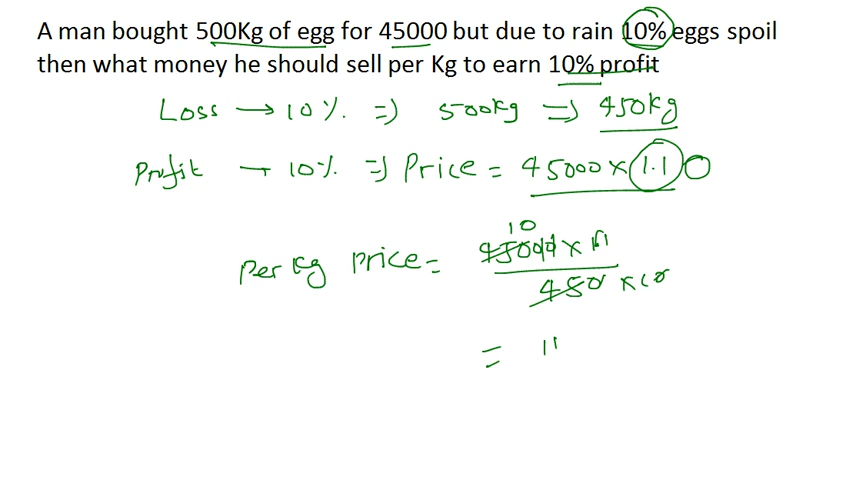 A man bought 500Kg of egg for 45000 but due to rain 10% eggs spoil
then what money he should sell per Kg to earn 10% profit
Loss → 10 % ⇒ 500kg ⇒ 450kg
Profit → 10% ⇒ Price = 45000 × 1.1 0
10
Per Kg price = 45000 × 11
450 × 10
= 11